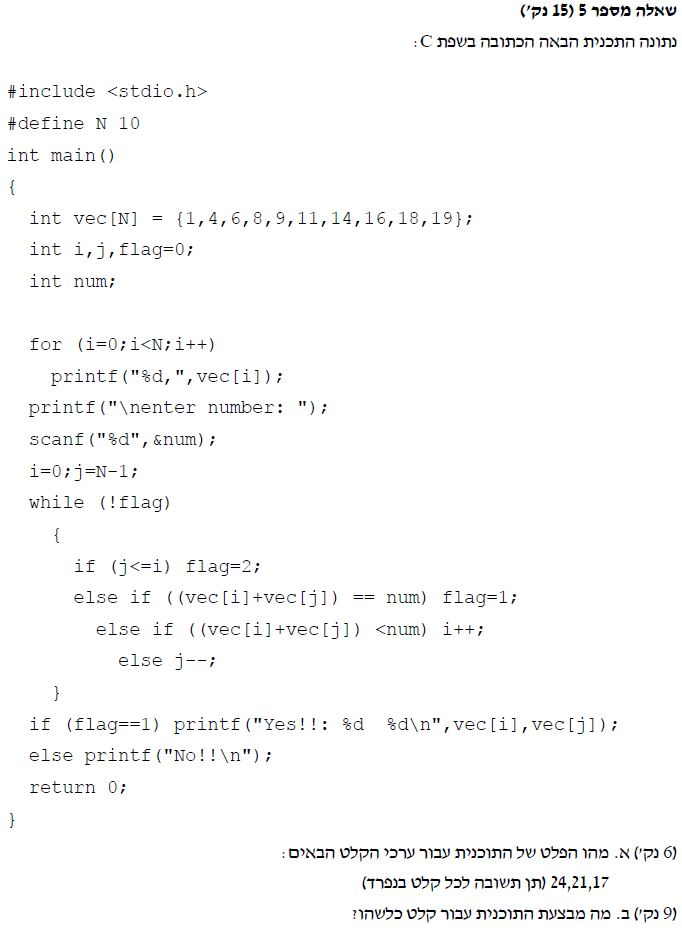 שאלה מספר 5 (15 נק')
נתונה התכנית הבאה הכתובה בשפת C:
#include <stdio.h>
#define N 10
int main()
{
int vec[N] = {1,4,6,8,9,11,14,16,18,19};
int i,j,flag=0;
int num;
for (i=0;i<N;i++)
printf("%d,",vec[i]);
printf("\nenter number: ");
scanf("%d",&num);
i=0;j=N-1;
while (!flag)
{
if (j<=i) flag=2;
else if ((vec[i]+vec[j]) == num) flag=1;
else if ((vec[i]+vec[j]) <num) i++;
else j--;
}
if (flag==1) printf("Yes!!: %d  %d\n",vec[i],vec[j]);
else printf("No!!\n");
return 0;
}
(6 נק') א. מהו הפלט של התוכנית עבור ערכי הקלט הבאים:
24,21,17 (תן תשובה לכל קלט בנפרד)
(9 נק') ב. מה מבצעת התוכנית עבור קלט כלשהו?